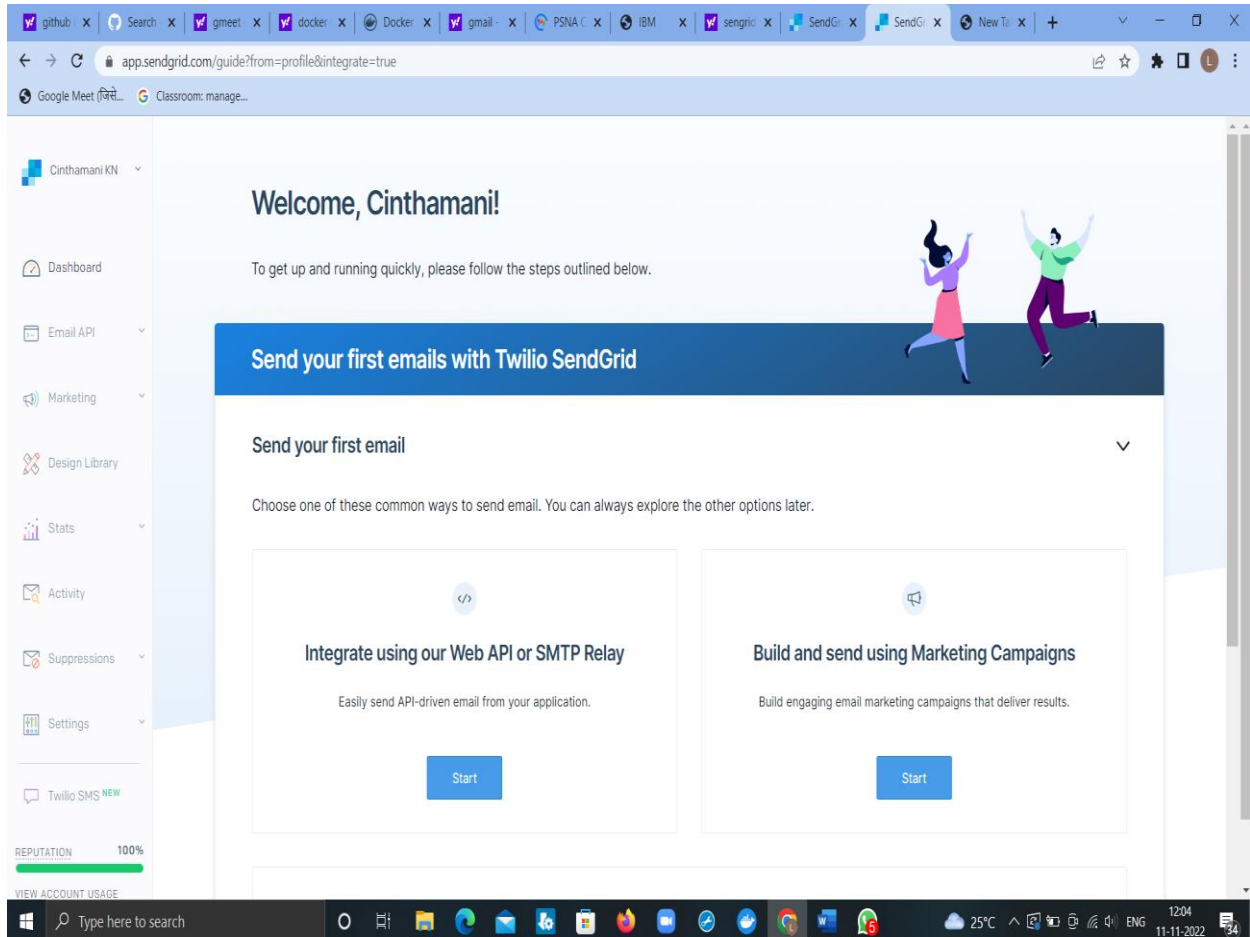 github I
Search
gmeet
docker
Docker
gmail -
PSNA C
IBM
sengric
SendGr
SendGr
New Ta
app.sendgrid.com/guide?from=profile&integrate=true
L
Google Meet (जिसे...
Classroom: manage...
Cinthamani KN
Dashboard
Email API
Marketing
Design Library
Stats
Activity
Suppressions
Settings
Twilio SMS NEW
REPUTATION 100%
VIEW ACCOUNT USAGE
Welcome, Cinthamani!
To get up and running quickly, please follow the steps outlined below.
Send your first emails with Twilio SendGrid
Send your first email
Choose one of these common ways to send email. You can always explore the other options later.
Integrate using our Web API or SMTP Relay
Easily send API-driven email from your application.
Start
Build and send using Marketing Campaigns
Build engaging email marketing campaigns that deliver results.
Start
Type here to search
25°C
ENG
12:04
11-11-2022
34